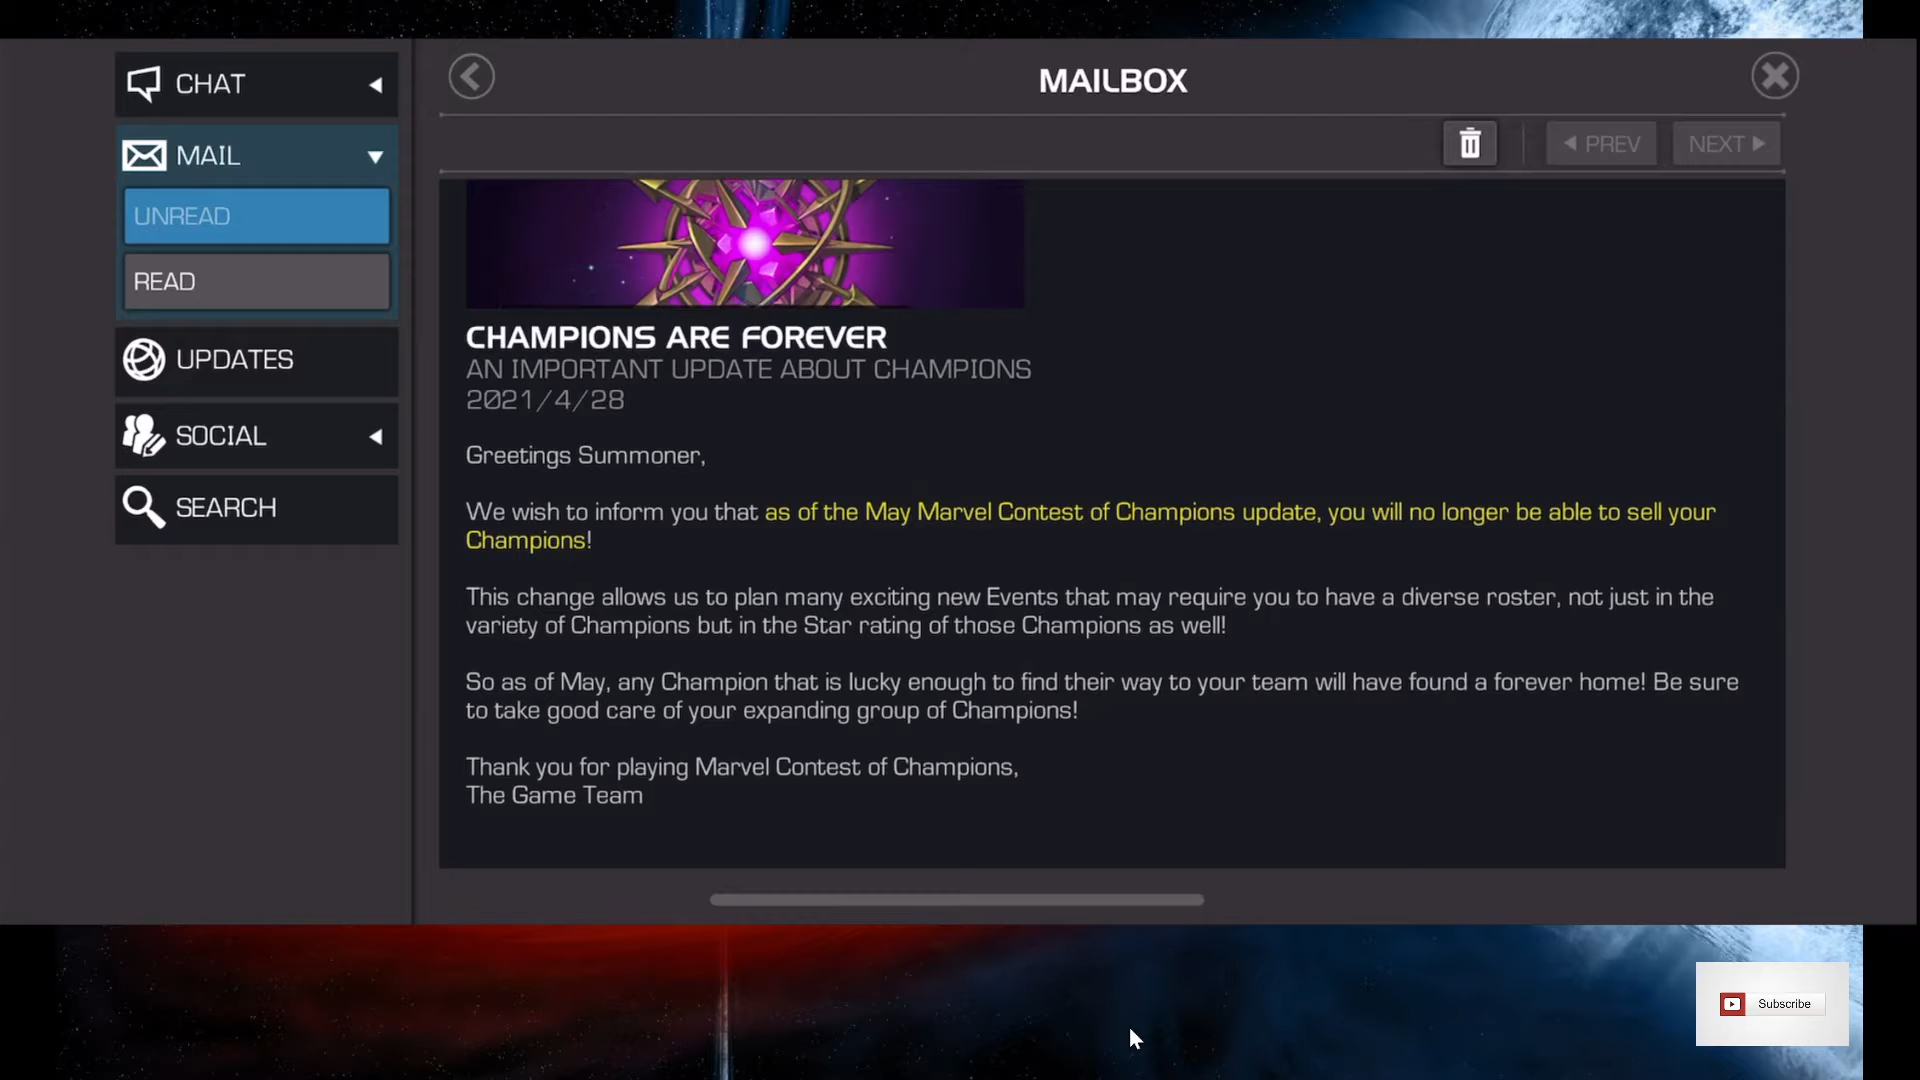 CHAT
MAIL
UNREAD
READ
UPDATES
SOCIAL
SEARCH
MAILBOX
PREV
NEXT
CHAMPIONS ARE FOREVER
AN IMPORTANT UPDATE ABOUT CHAMPIONS
2021/4/28
Greetings Summoner,
We wish to inform you that as of the May Marvel Contest of Champions update, you will no longer be able to sell your
Champions!
This change allows us to plan many exciting new Events that may require you to have a diverse roster, not just in the
variety of Champions but in the Star rating of those Champions as well!
So as of May, any Champion that is lucky enough to find their way to your team will have found a forever home! Be sure
to take good care of your expanding group of Champions!
Thank you for playing Marvel Contest of Champions,
The Game Team
Subscribe